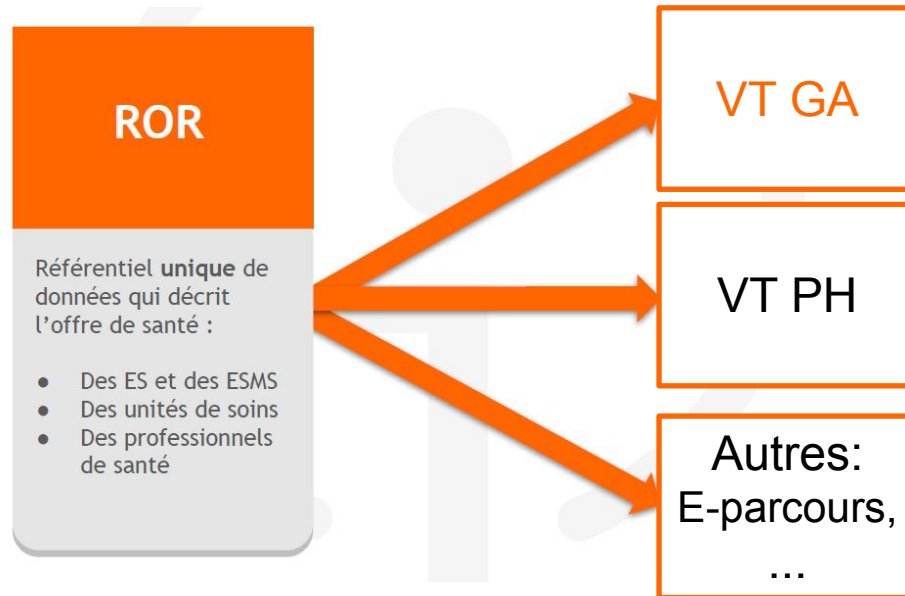 ROR
Référentiel unique de
données qui décrit
l’offre de santé :
● Des ES et des ESMS
● Des unités de soins
● Des professionnels
de santé
VT GA
VT PH
Autres:
E-parcours,
...